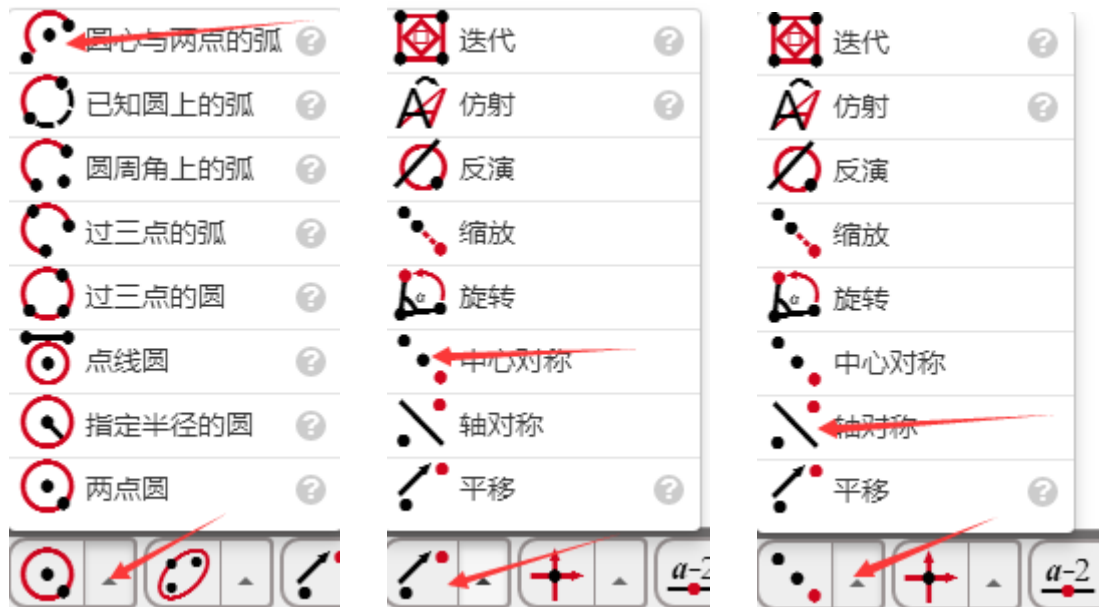 圆心与两点的弧
已知圆上的弧
圆周角上的弧
过三点的弧
过三点的圆
点线圆
指定半径的圆
两点圆
迭代
仿射
反演
缩放
α
旋转
中心对称
轴对称
平移
a-2
迭代
仿射
反演
缩放
α
旋转
中心对称
轴对称
平移
a-2